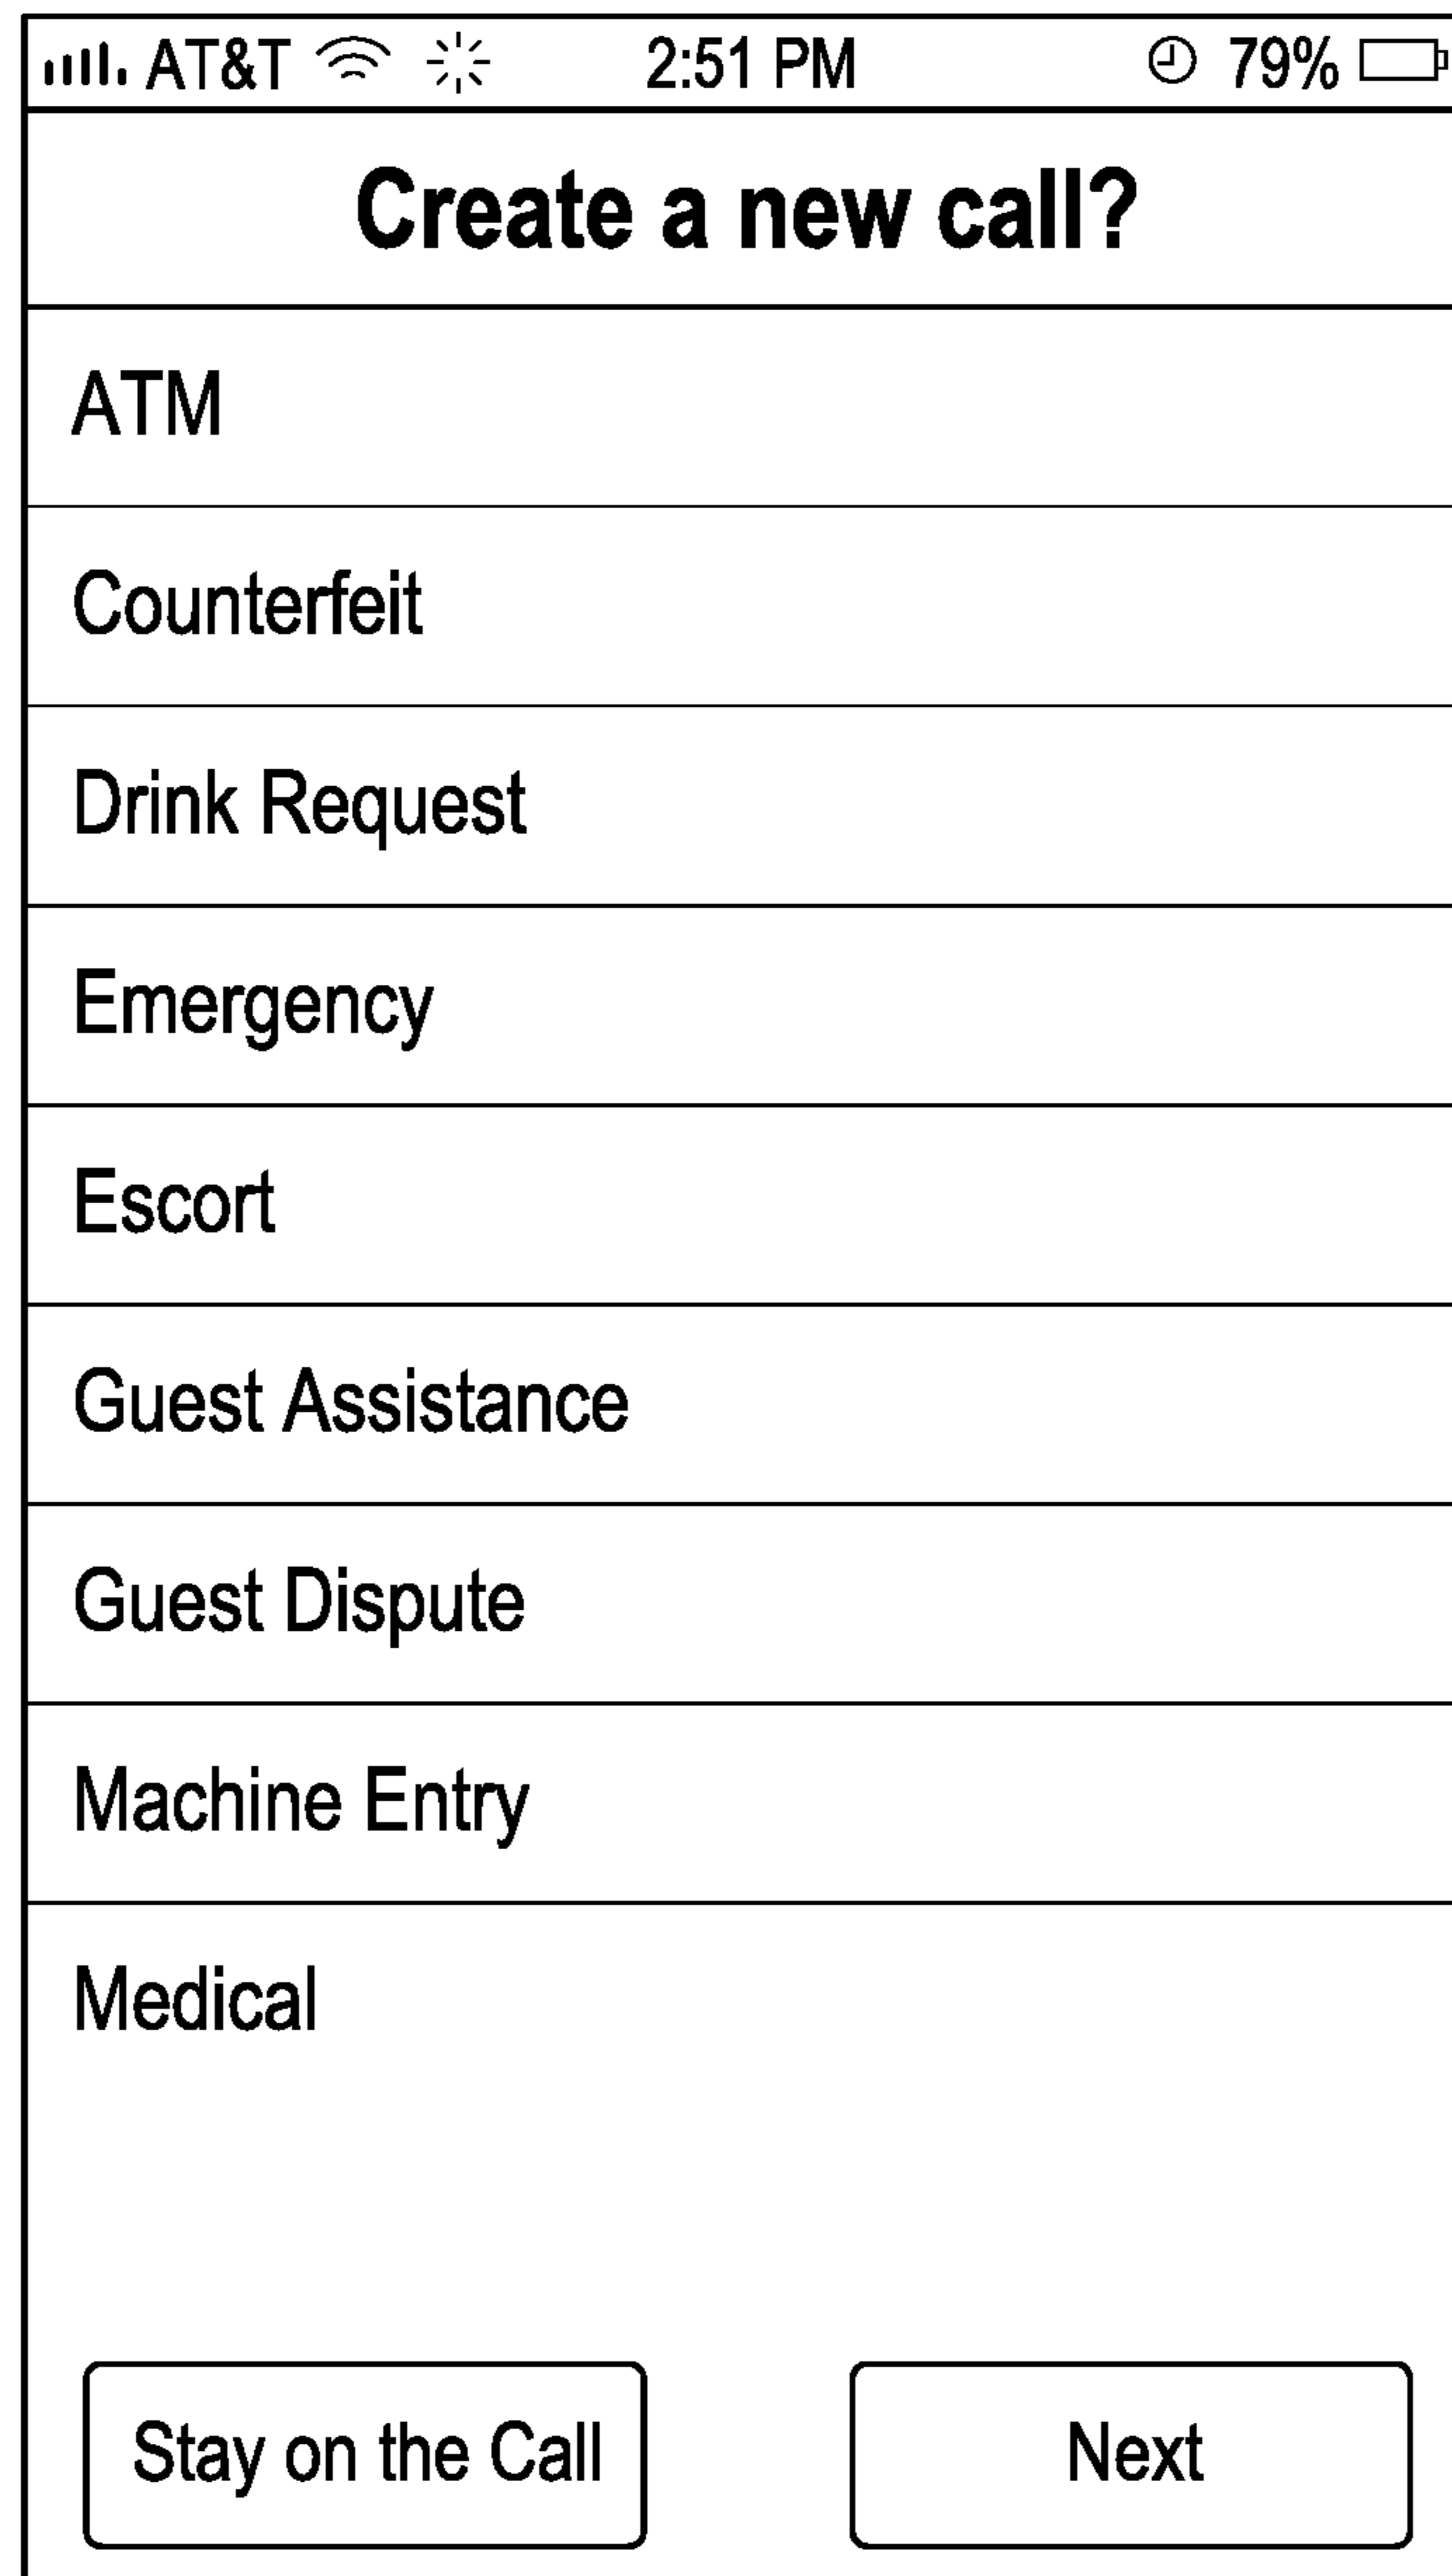 AT&T 2:51 PM 79%
Create a new call?
ATM
Counterfeit
Drink Request
Emergency
Escort
Guest Assistance
Guest Dispute
Machine Entry
Medical
Stay on the Call Next